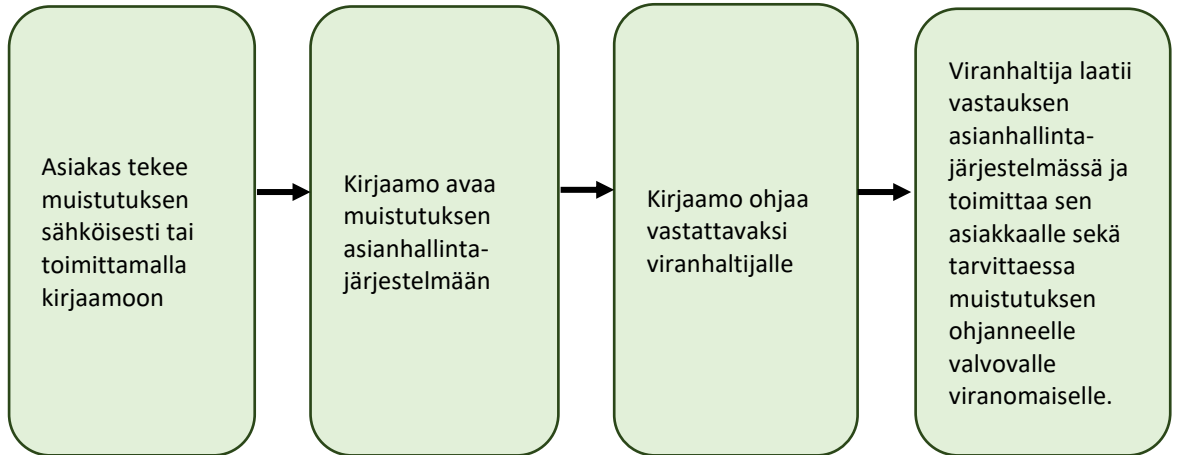 Asiakas tekee
muistutuksen
sähköisesti tai
toimittamalla
kirjaamoon
Kirjaamo avaa
muistutuksen
asianhallinta-
järjestelmään
Kirjaamo ohjaa
vastattavaksi
viranhaltijalle
Viranhaltija laatii
vastauksen
asianhallinta-
järjestelmässä ja
toimittaa sen
asiakkaalle sekä
tarvittaessa
muistutuksen
ohjanneelle
valvovalle
viranomaiselle.